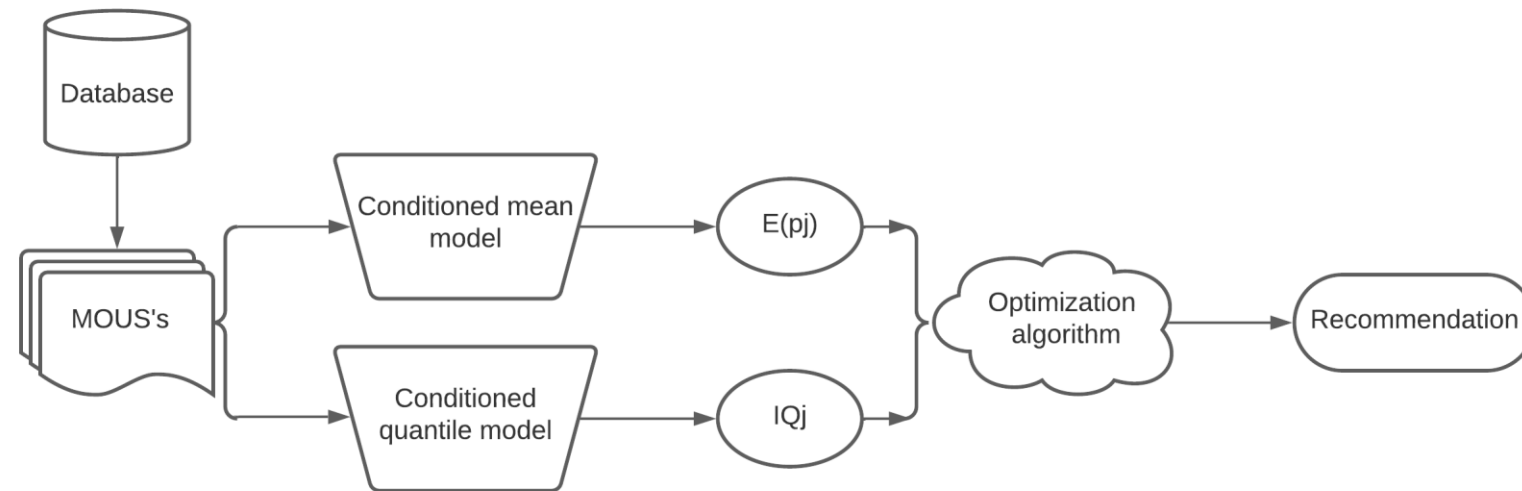 Database
MOUS's
Conditioned mean
model
E(pj)
Conditioned
quantile model
IQj
Optimization
algorithm
Recommendation